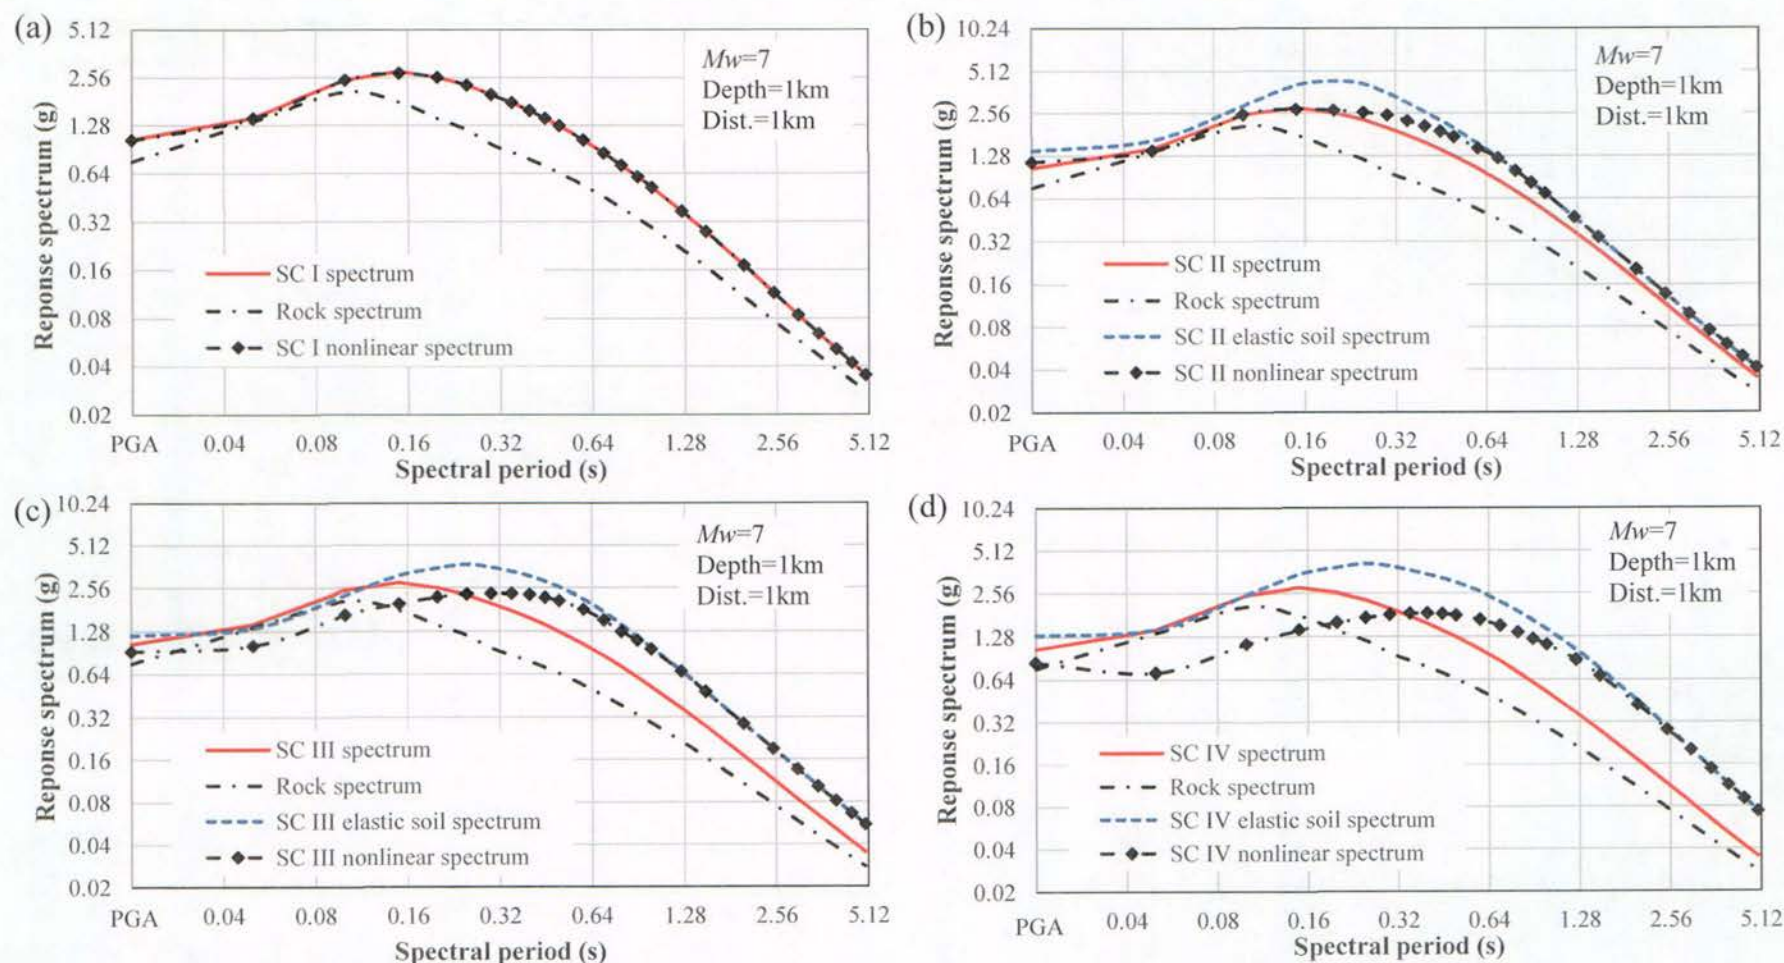 (a)
5.12
2.56
1.28
0.64
0.32
0.16
0.08
0.04
0.02
Reponse spectrum (g)
Mw=7
Depth=1km
Dist.=1km
SC I spectrum
Rock spectrum
SC I nonlinear spectrum
PGA 0.04 0.08 0.16 0.32 0.64 1.28 2.56 5.12
Spectral period (s)
(b)
10.24
5.12
2.56
1.28
0.64
0.32
0.16
0.08
0.04
0.02
Reponse spectrum (g)
Mw=7
Depth=1km
Dist.=1km
SC II spectrum
Rock spectrum
SC II elastic soil spectrum
SC II nonlinear spectrum
PGA 0.04 0.08 0.16 0.32 0.64 1.28 2.56 5.12
Spectral period (s)
(c)
10.24
5.12
2.56
1.28
0.64
0.32
0.16
0.08
0.04
0.02
Reponse spectrum (g)
Mw=7
Depth=1km
Dist.=1km
SC III spectrum
Rock spectrum
SC III elastic soil spectrum
SC III nonlinear spectrum
PGA 0.04 0.08 0.16 0.32 0.64 1.28 2.56 5.12
Spectral period (s)
(d)
10.24
5.12
2.56
1.28
0.64
0.32
0.16
0.08
0.04
0.02
Reponse spectrum (g)
Mw=7
Depth=1km
Dist.=1km
SC IV spectrum
Rock spectrum
SC IV elastic soil spectrum
SC IV nonlinear spectrum
PGA 0.04 0.08 0.16 0.32 0.64 1.28 2.56 5.12
Spectral period (s)